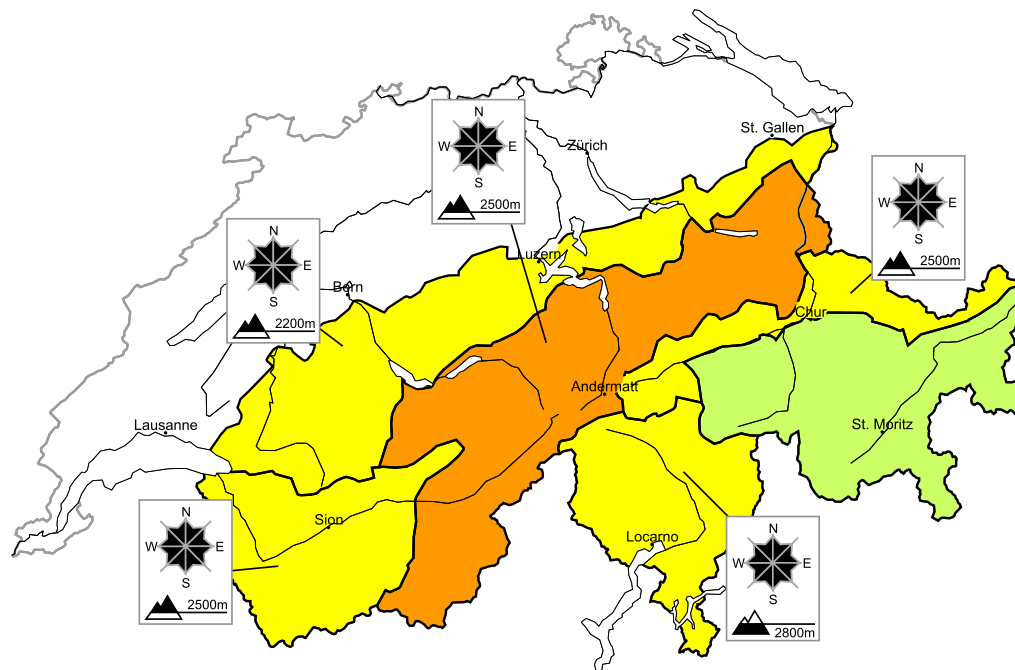 N
W E
S
2500m
St. Gallen
Zürich
N
W E
S
2500m
N
W E
S
2200m
Luzern
Bern
Chur
Andermatt
Lausanne
St. Moritz
N
W E
S
2500m
Sion
N
W E
S
2800m
Locarno